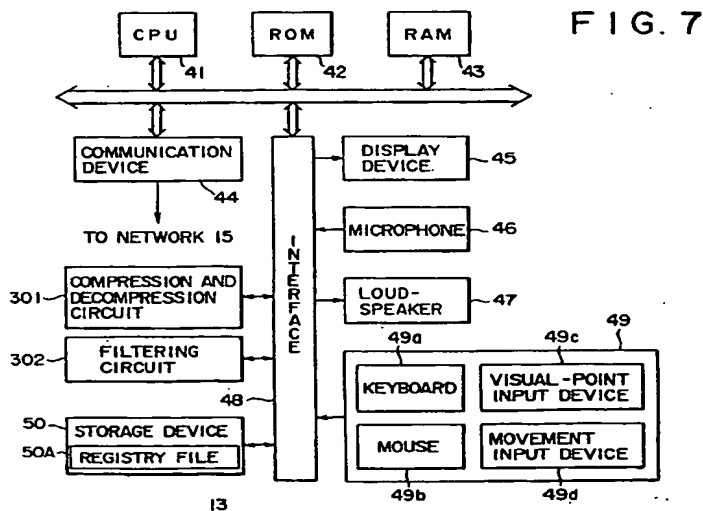 FIG. 7
CPU
41
ROM
42
RAM
43
COMMUNICATION
DEVICE
44
TO NETWORK 15
301
COMPRESSION AND
DECOMPRESSION
CIRCUIT
302
FILTERING
CIRCUIT
50
STORAGE DEVICE
50A
REGISTRY FILE
INTERFACE
48
DISPLAY
DEVICE.
45
MICROPHONE
46
LOUD-
SPEAKER
47
49
49a
KEYBOARD
49c
VISUAL-POINT
INPUT DEVICE
MOUSE
49b
MOVEMENT
INPUT DEVICE
49d
13